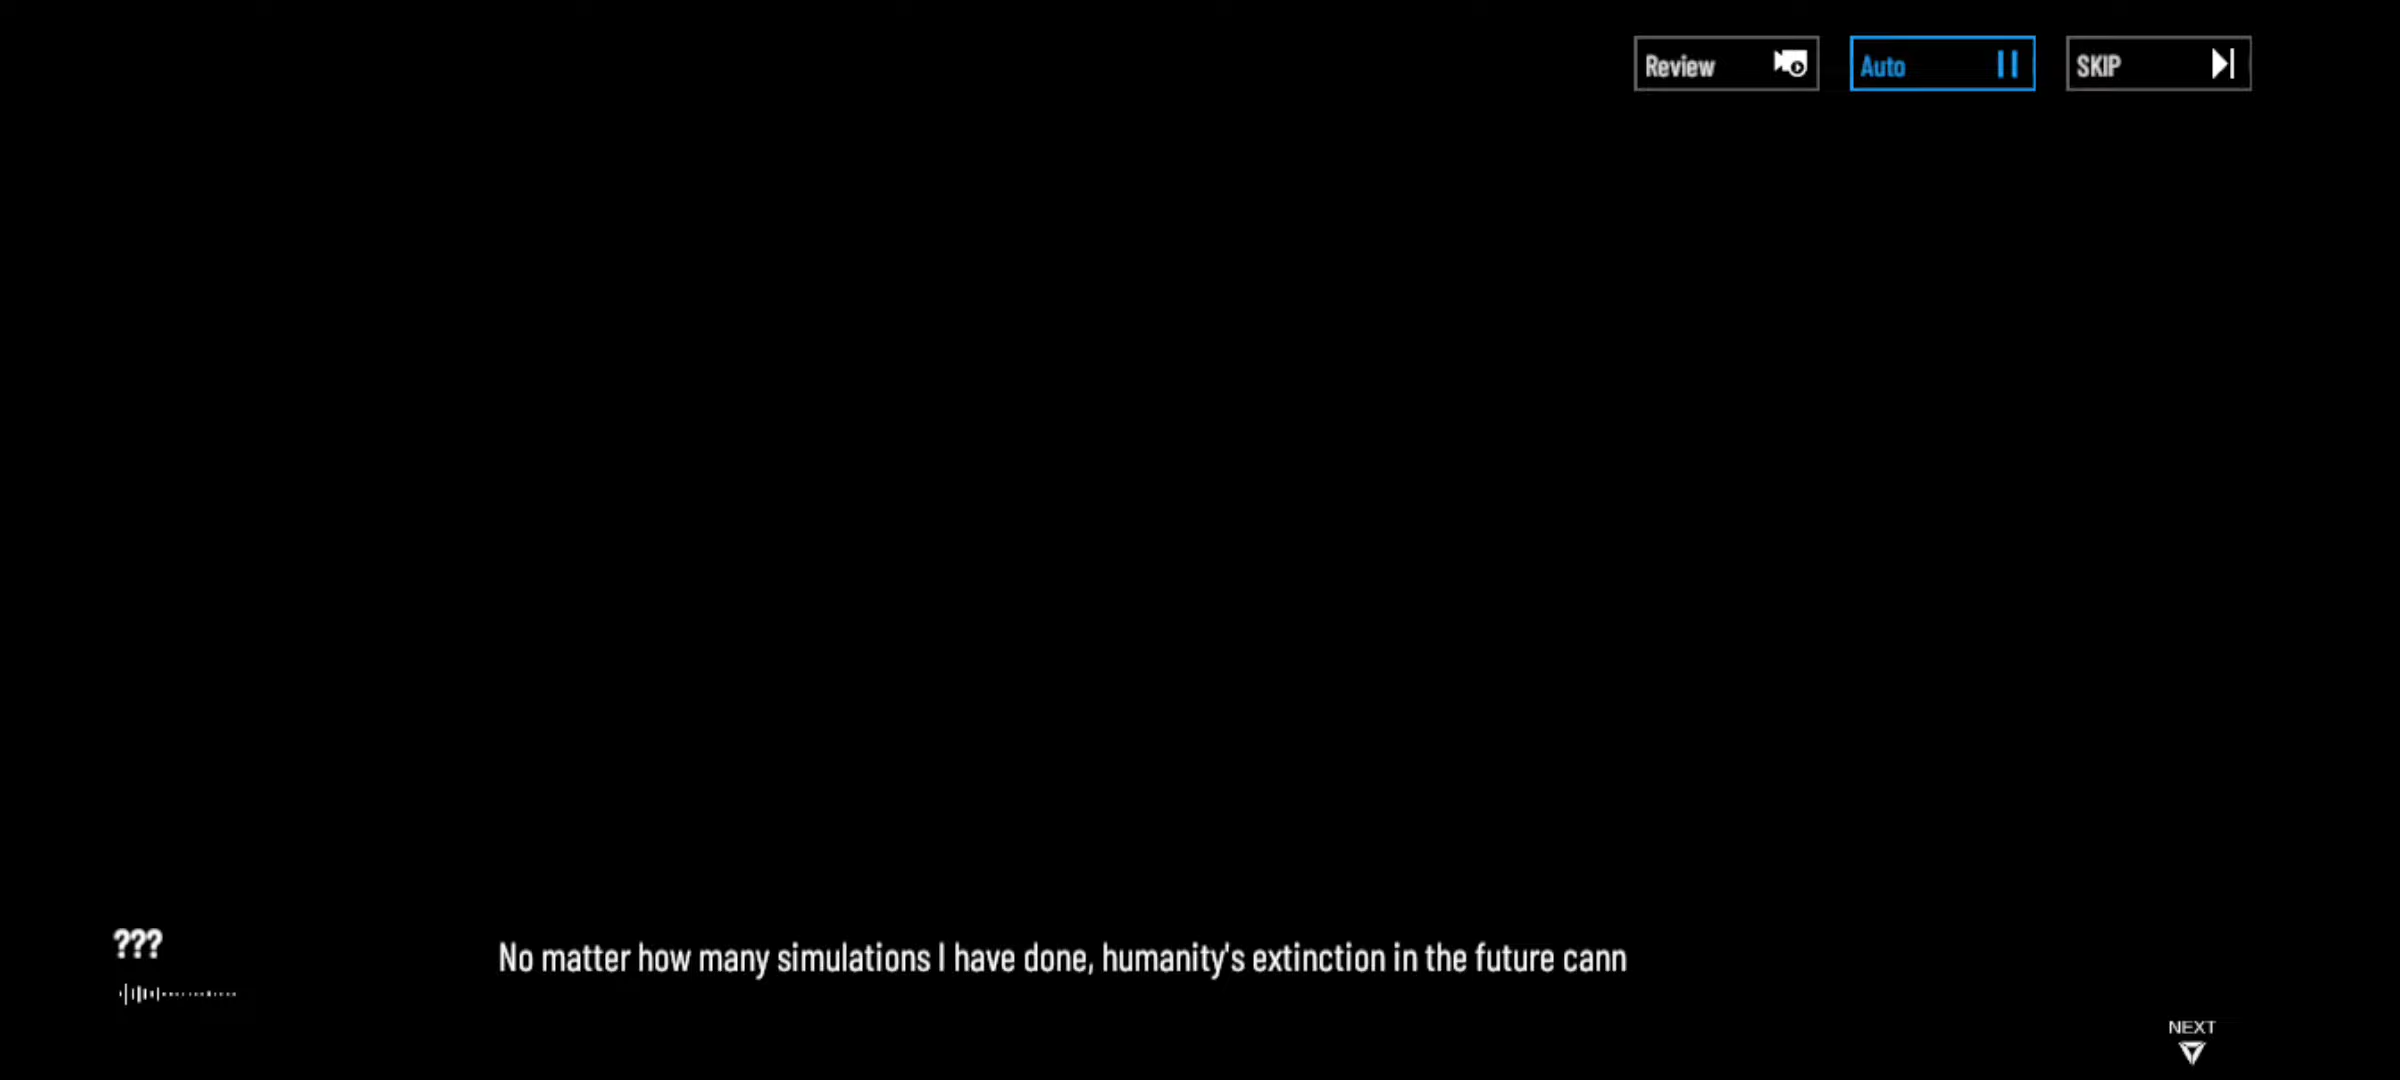 Review
Auto
SKIP
???
No matter how many simulations I have done, humanity's extinction in the future cann
NEXT